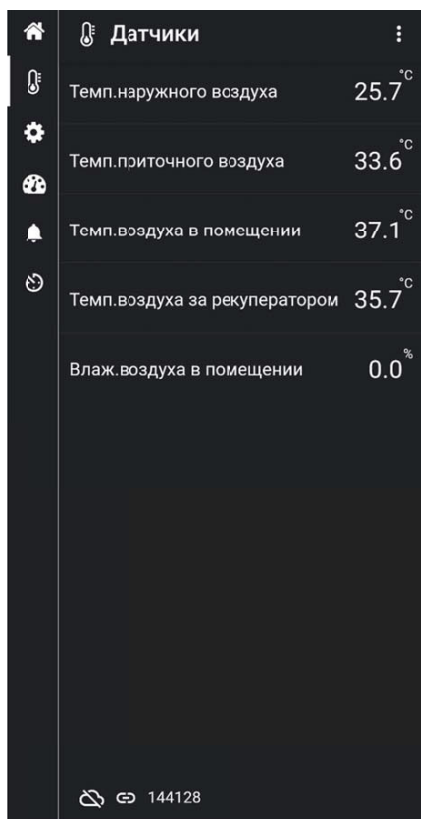 Датчики
Темп.наружного воздуха 25.7 °C
Темп.приточного воздуха 33.6 °C
Темп.воздуха в помещении 37.1 °C
Темп.воздуха за рекуператором 35.7 °C
Влаж.воздуха в помещении 0.0 %
144128